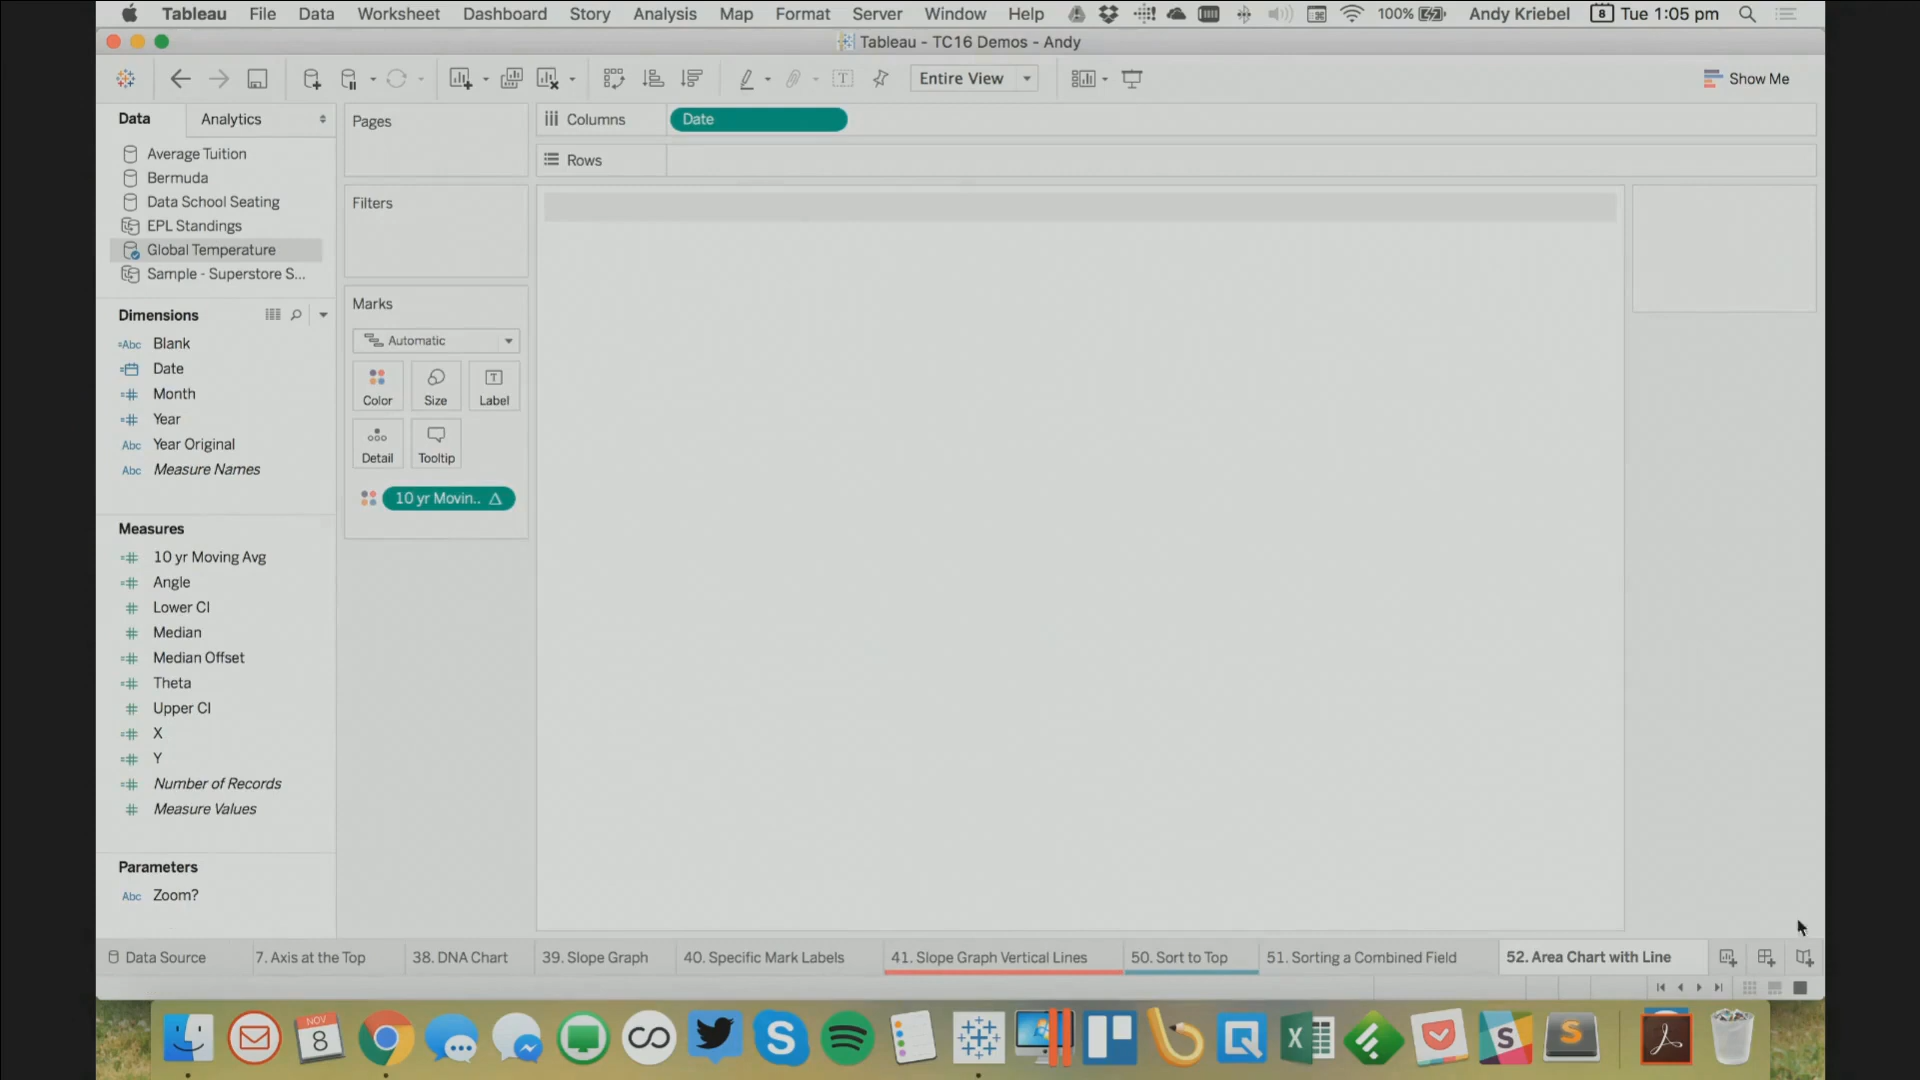 Tableau File Data Worksheet Dashboard Story Analysis Map Format Server Window Help 100% Andy Kriebel 8 Tue 1:05 pm
Tableau - TC16 Demos - Andy
Entire View
Show Me
Data Analytics
Average Tuition
Bermuda
Data School Seating
EPL Standings
Global Temperature
Sample - Superstore S...
Dimensions
Abc Blank
Date
Month
Year
Abc Year Original
Abc Measure Names
Measures
10 yr Moving Avg
Angle
Lower CI
Median
Median Offset
Theta
Upper CI
X
Y
Number of Records
Measure Values
Parameters
Abc Zoom?
Pages
Filters
Marks
Automatic
Color Size Label
Detail Tooltip
10 yr Movin..
Columns Date
Rows
Data Source 7. Axis at the Top 38. DNA Chart 39. Slope Graph 40. Specific Mark Labels 41. Slope Graph Vertical Lines 50. Sort to Top 51. Sorting a Combined Field 52. Area Chart with Line
NOV
8